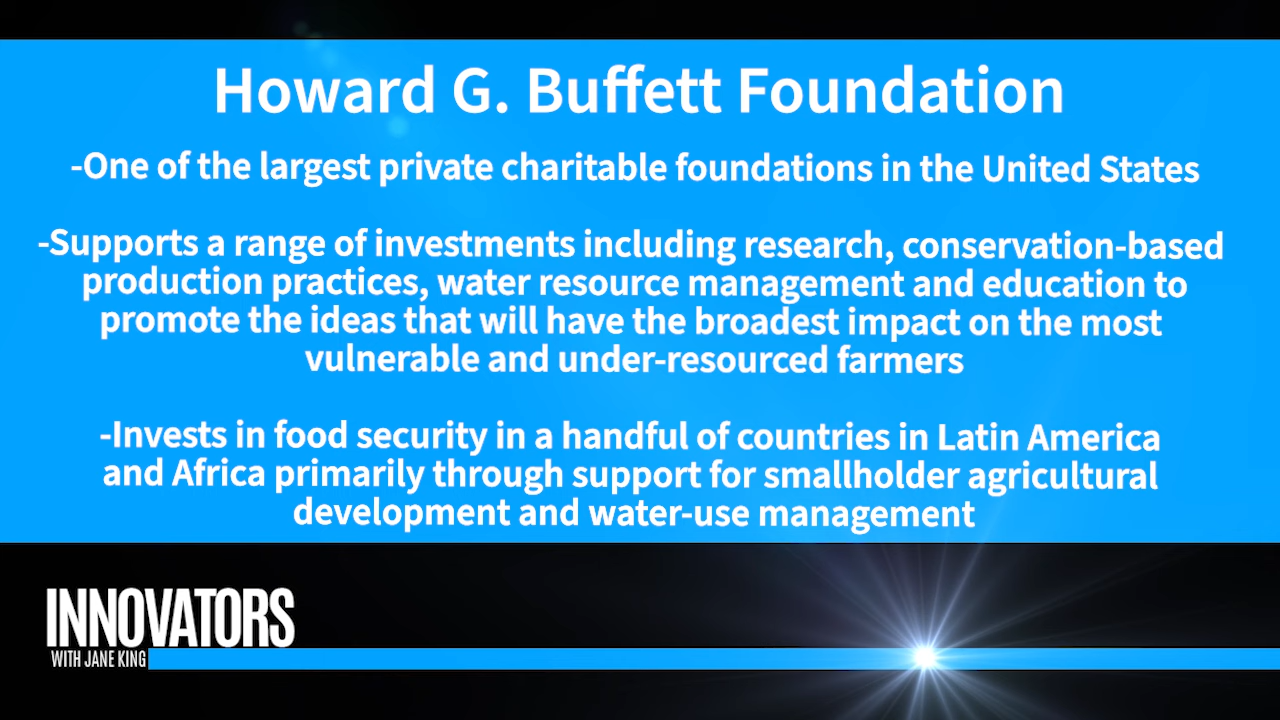 Howard G. Buffett Foundation
-One of the largest private charitable foundations in the United States
-Supports a range of investments including research, conservation-based
production practices, water resource management and education to
promote the ideas that will have the broadest impact on the most
vulnerable and under-resourced farmers
-Invests in food security in a handful of countries in Latin America
and Africa primarily through support for smallholder agricultural
development and water-use management
INNOVATORS
WITH JANE KING